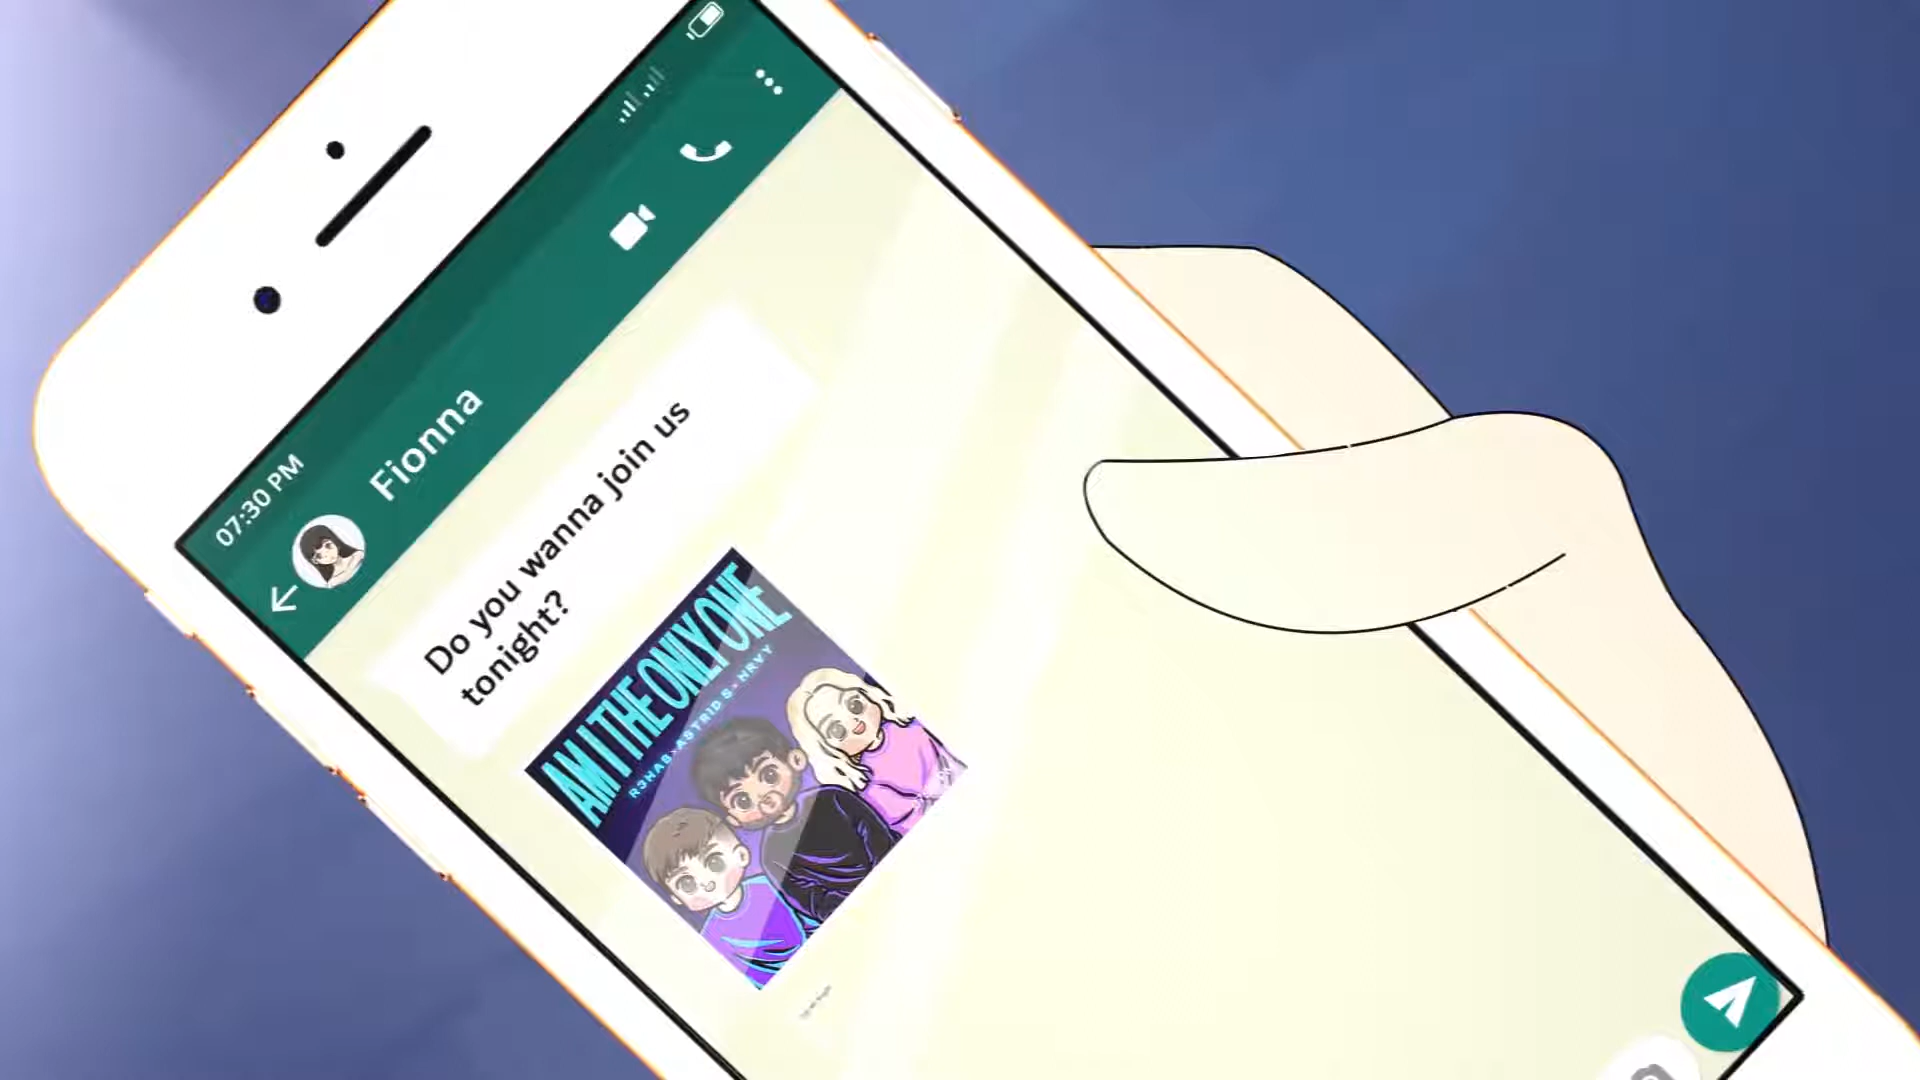 07:30 PM
Fionna
Do you wanna join us
tonight?
AM I THE ONLY ONE
R3HAB × ASTRID S × HRVY